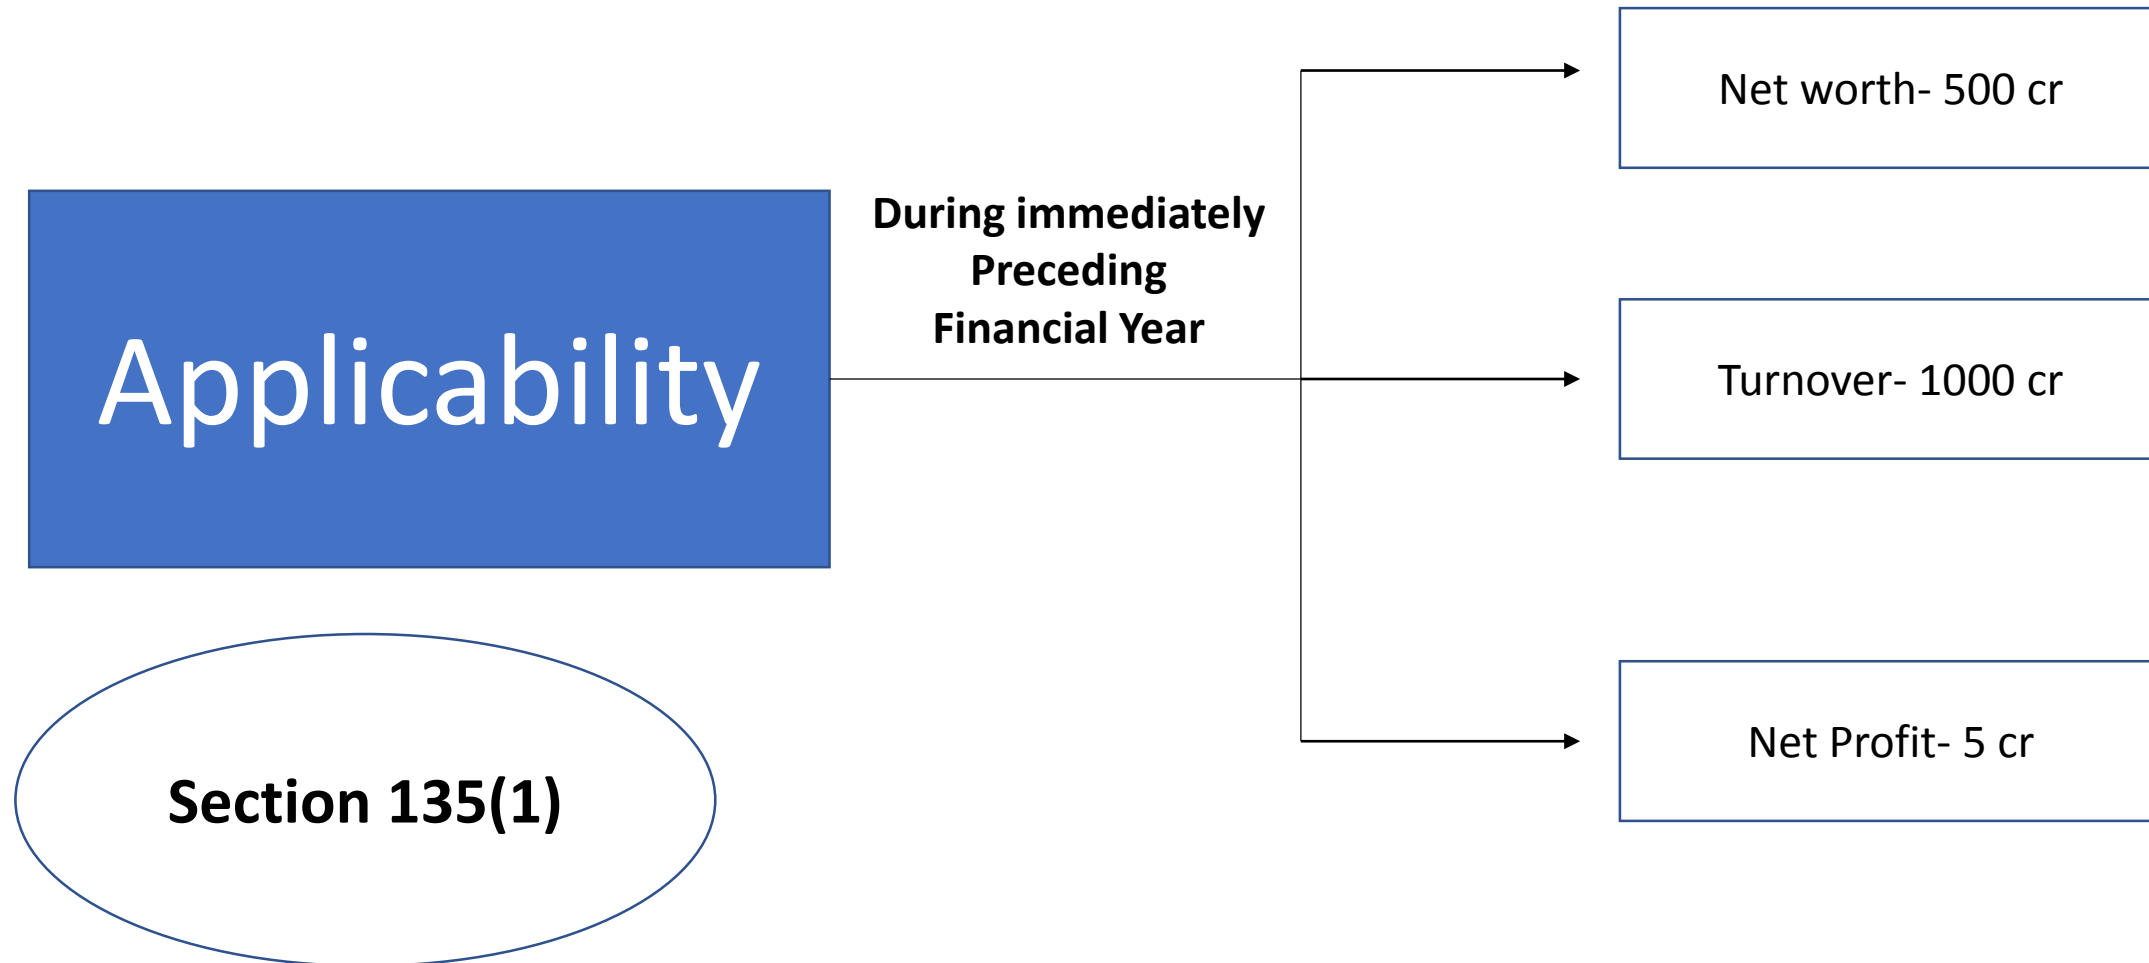 Applicability
Section 135(1)
During immediately
Preceding
Financial Year
Net worth- 500 cr
Turnover- 1000 cr
Net Profit- 5 cr